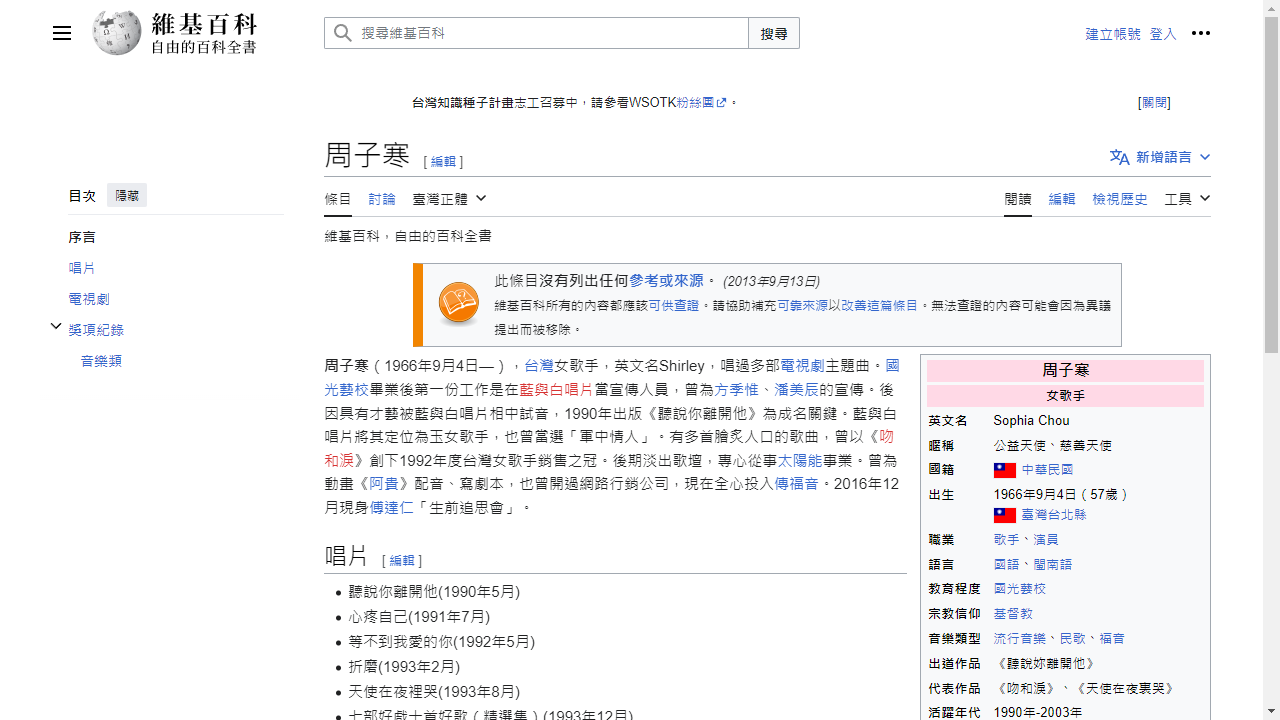 維基百科
自由的百科全書
搜尋維基百科
搜尋
建立帳號 登入
台灣知識種子計畫志工召募中，請參看WSOTK粉絲團。
[關閉]
周子寒 [ 編輯 ]
新增語言
目次 隱藏
序言
唱片
電視劇
獎項紀錄
音樂類
條目 討論 臺灣正體
閱讀 編輯 檢視歷史 工具
維基百科，自由的百科全書
此條目沒有列出任何參考或來源。 (2013年9月13日)
維基百科所有的內容都應該可供查證。請協助補充可靠來源以改善這篇條目。無法查證的內容可能會因為異議
提出而被移除。
周子寒（1966年9月4日—），台灣女歌手，英文名Shirley，唱過多部電視劇主題曲。國
光藝校畢業後第一份工作是在藍與白唱片當宣傳人員，曾為方季惟、潘美辰的宣傳。後
因具有才藝被藍與白唱片相中試音，1990年出版《聽說你離開他》為成名關鍵。藍與白
唱片將其定位為玉女歌手，也曾當選「軍中情人」。有多首膾炙人口的歌曲，曾以《吻
和淚》創下1992年度台灣女歌手銷售之冠。後期淡出歌壇，專心從事太陽能事業。曾為
動畫《阿貴》配音、寫劇本，也曾開過網路行銷公司，現在全心投入傳福音。2016年12
月現身傅達仁「生前追思會」。
唱片 [ 編輯 ]
聽說你離開他(1990年5月)
心疼自己(1991年7月)
等不到我愛的你(1992年5月)
折磨(1993年2月)
天使在夜裡哭(1993年8月)
七部好戲十首好歌（精選集）(1993年12月)
周子寒
女歌手
英文名 Sophia Chou
暱稱 公益天使、慈善天使
國籍 中華民國
出生 1966年9月4日（57歲）
臺灣台北縣
職業 歌手、演員
語言 國語、閩南語
教育程度 國光藝校
宗教信仰 基督教
音樂類型 流行音樂、民歌、福音
出道作品 《聽說妳離開他》
代表作品 《吻和淚》、《天使在夜裏哭》
活躍年代 1990年-2003年